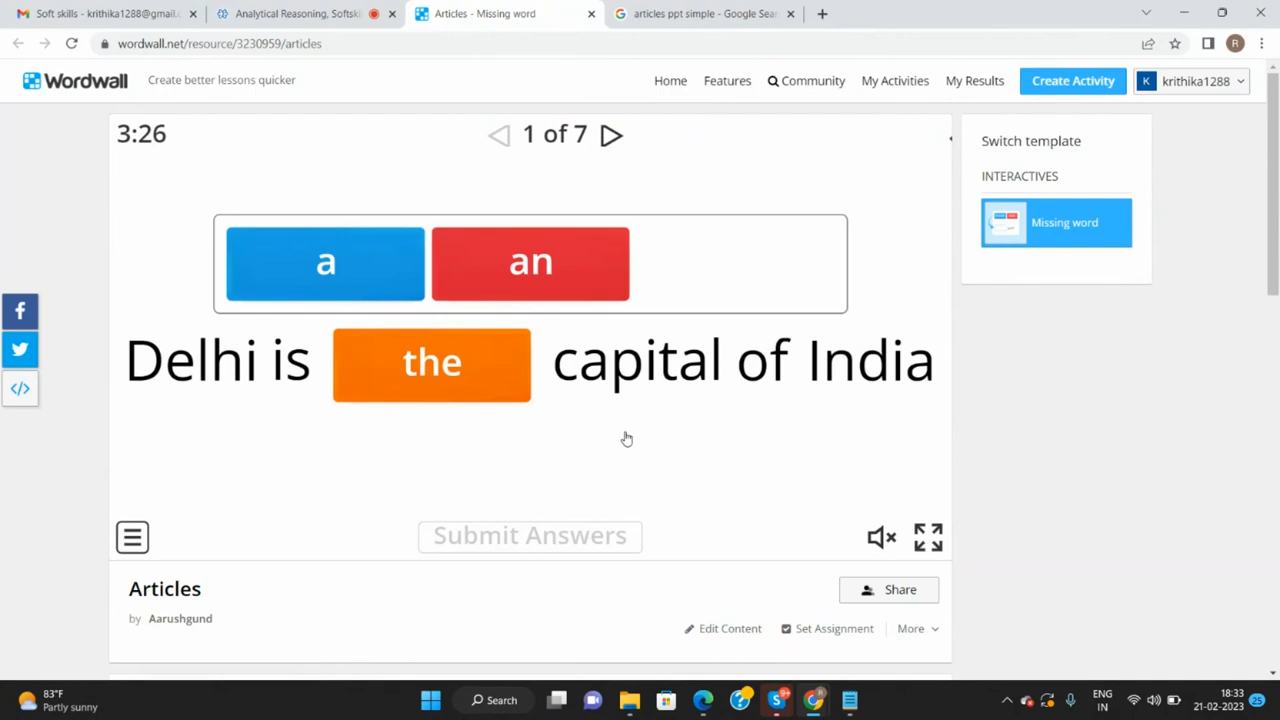 Soft skills - krithika1288@gmail.c
Analytical Reasoning, Softski
Articles - Missing word
articles ppt simple - Google Sear
wordwall.net/resource/3230959/articles
R
Wordwall
Create better lessons quicker
Home
Features
Community
My Activities
My Results
Create Activity
K
krithika1288
3:26
1 of 7
Switch template
INTERACTIVES
Missing word
a
an
Delhi is the capital of India
Submit Answers
Articles
by Aarushgund
Share
Edit Content
Set Assignment
More
83°F
Partly sunny
Search
9+
ENG
IN
18:33
21-02-2023
25